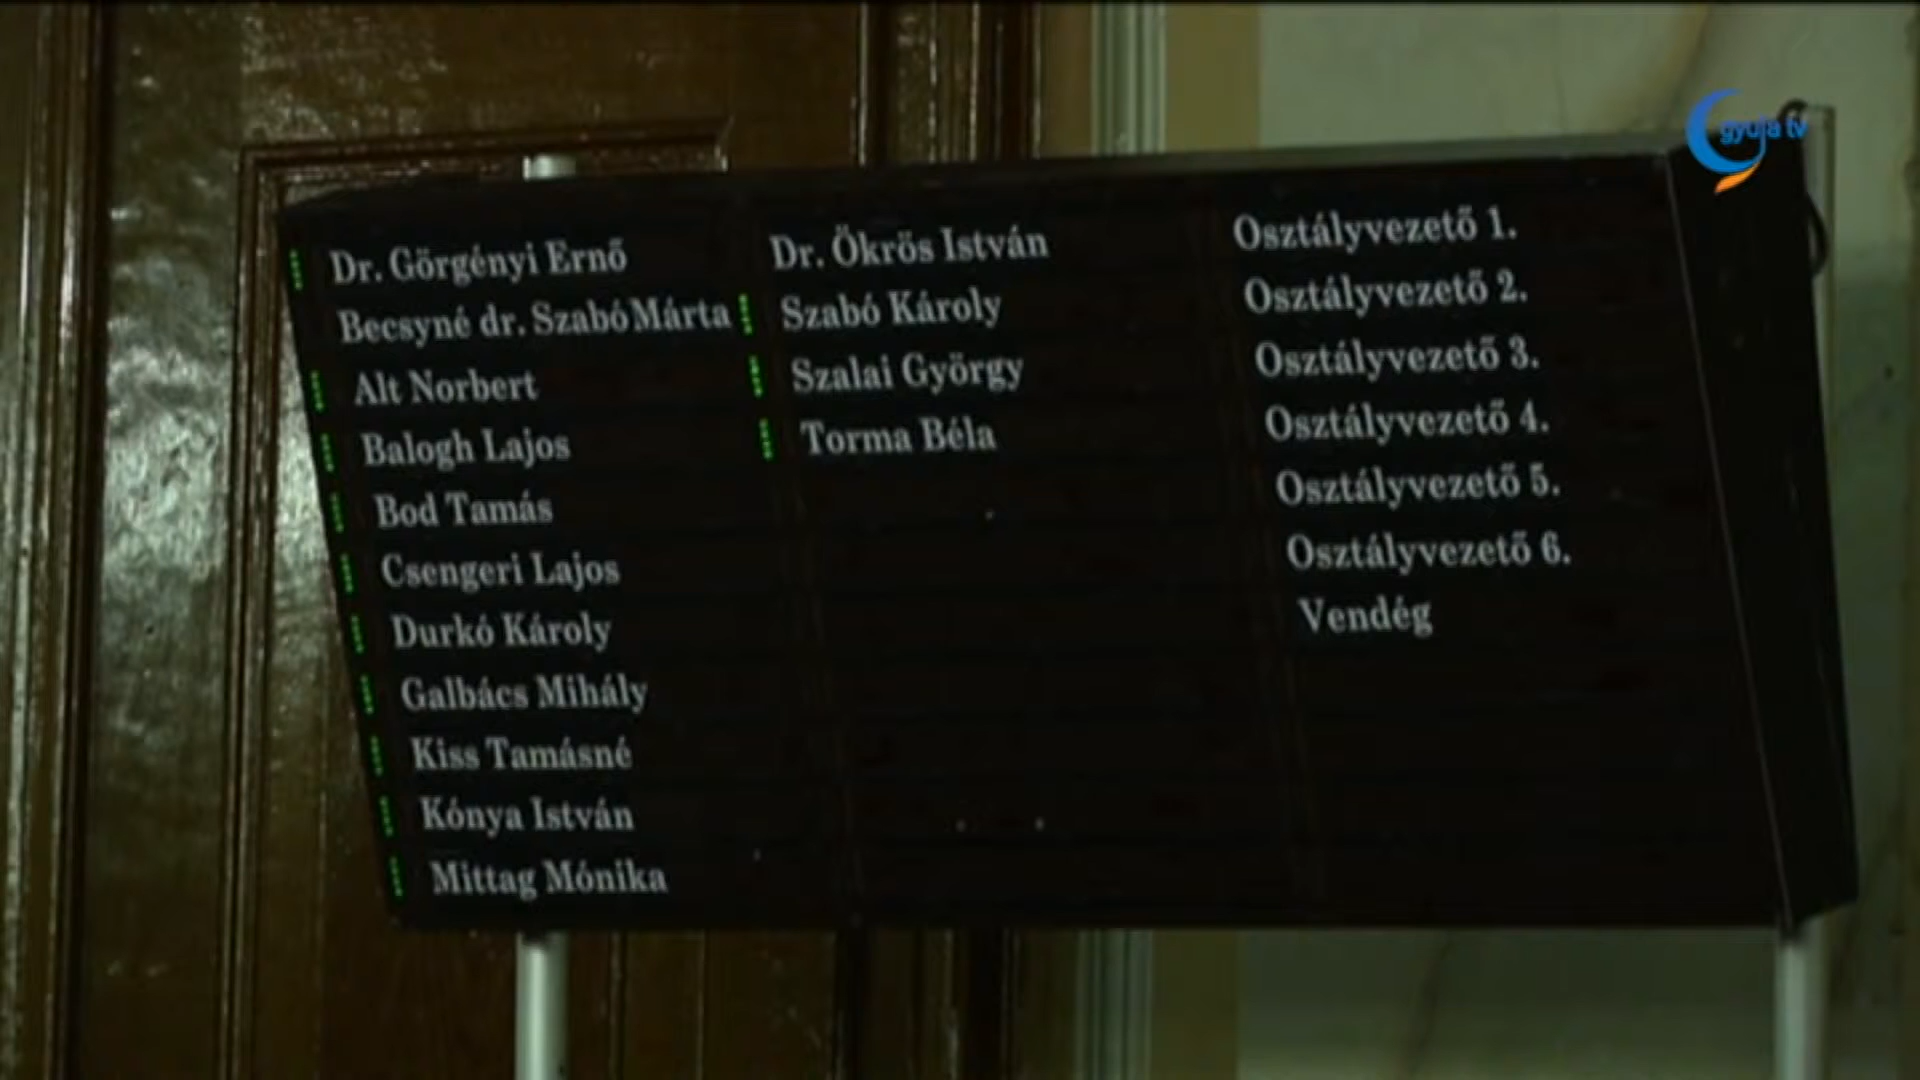 gyula tv
Dr. Görgényi Ernő
Becsyné dr. Szabó Márta
Alt Norbert
Balogh Lajos
Bod Tamás
Csengeri Lajos
Durkó Károly
Galbács Mihály
Kiss Tamásné
Kónya István
Mittag Mónika
Dr. Ökrös István
Szabó Károly
Szalai György
Torma Béla
Osztályvezető 1.
Osztályvezető 2.
Osztályvezető 3.
Osztályvezető 4.
Osztályvezető 5.
Osztályvezető 6.
Vendég